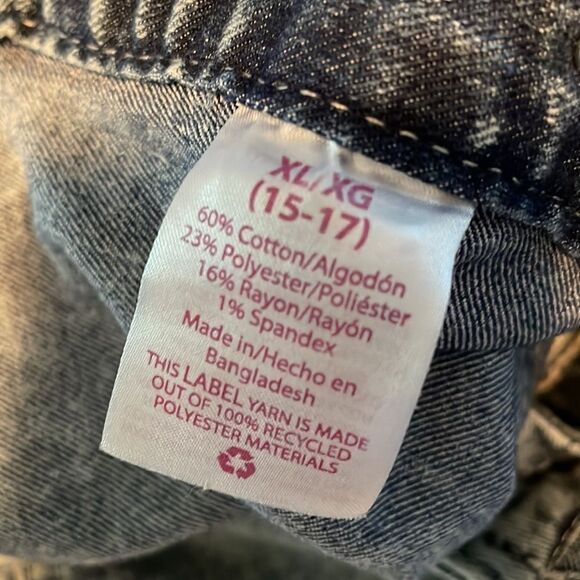 XL/XG
(15-17)
60% Cotton/Algodón
23% Polyester/Poliéster
16% Rayon/Rayón
1% Spandex
Made in/Hecho en
Bangladesh
THIS LABEL YARN IS MADE
OUT OF 100% RECYCLED
POLYESTER MATERIALS